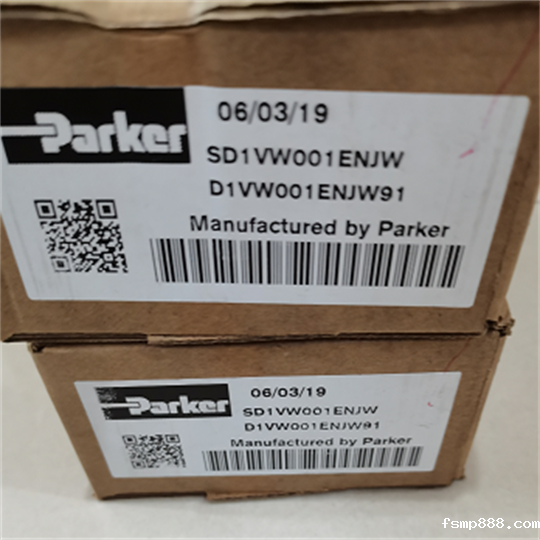 Parker
06/03/19
SD1VW001ENJW
D1VW001ENJW91
Manufactured by Parker
Parker
06/03/19
SD1VW001ENJW
D1VW001ENJW91
Manufactured by Parker
fsmp888.com